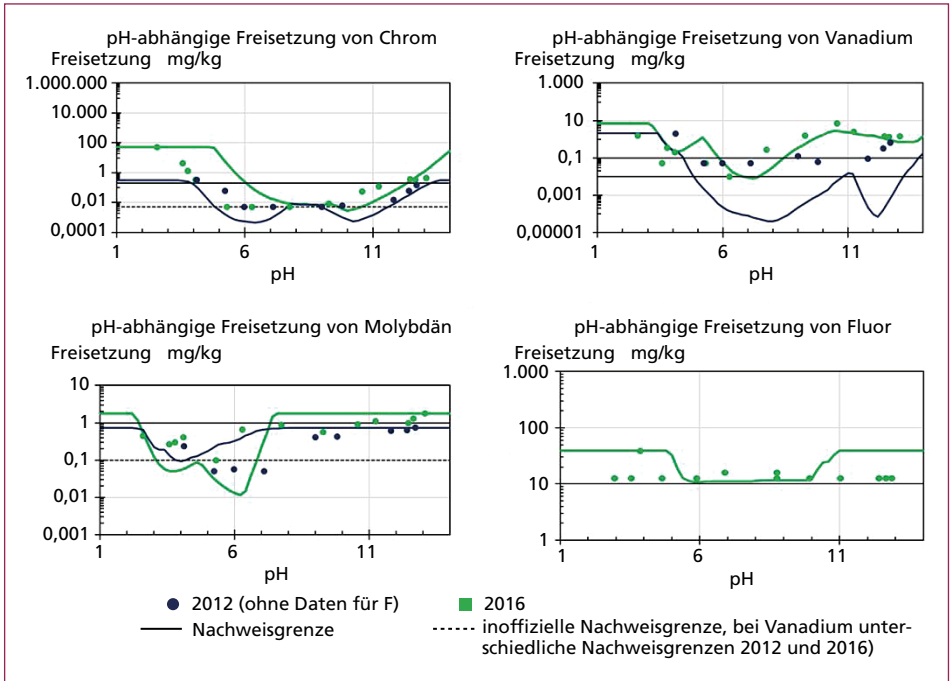 pH-abhängige Freisetzung von Chrom
Freisetzung mg/kg
1.000.000
10.000
100
1
0,01
0,0001
1 6 11
pH
pH-abhängige Freisetzung von Vanadium
Freisetzung mg/kg
1.000
10
0,10
0,001
0,00001
1 6 11
pH
pH-abhängige Freisetzung von Molybdän
Freisetzung mg/kg
10
1
0,1
0,01
0,001
1 6 11
pH
pH-abhängige Freisetzung von Fluor
Freisetzung mg/kg
1.000
100
10
1
1 6 11
pH
2012 (ohne Daten für F)
2016
Nachweisgrenze
inoffizielle Nachweisgrenze, bei Vanadium unter-
schiedliche Nachweisgrenzen 2012 und 2016)